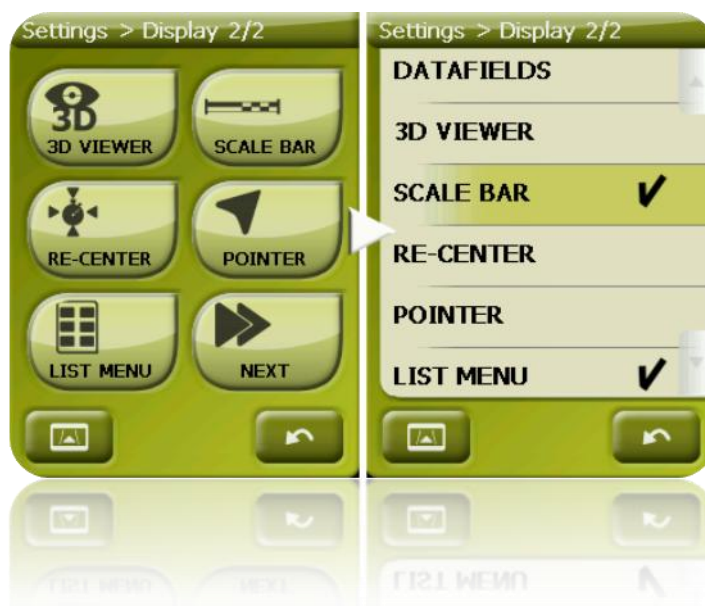 Settings > Display 2/2
3D
3D VIEWER
SCALE BAR
RE-CENTER
POINTER
LIST MENU
NEXT
Settings > Display 2/2
DATAFIELDS
3D VIEWER
SCALE BAR
RE-CENTER
POINTER
LIST MENU